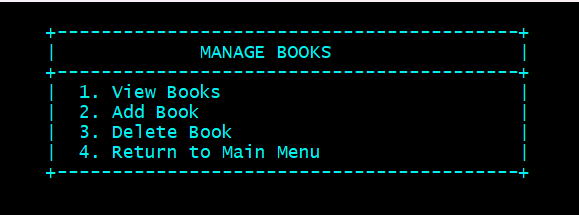 MANAGE BOOKS
1. View Books
2. Add Book
3. Delete Book
4. Return to Main Menu